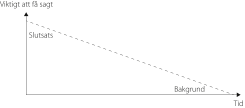 Viktigt att få sagt
Slutsats
Bakgrund
Tid